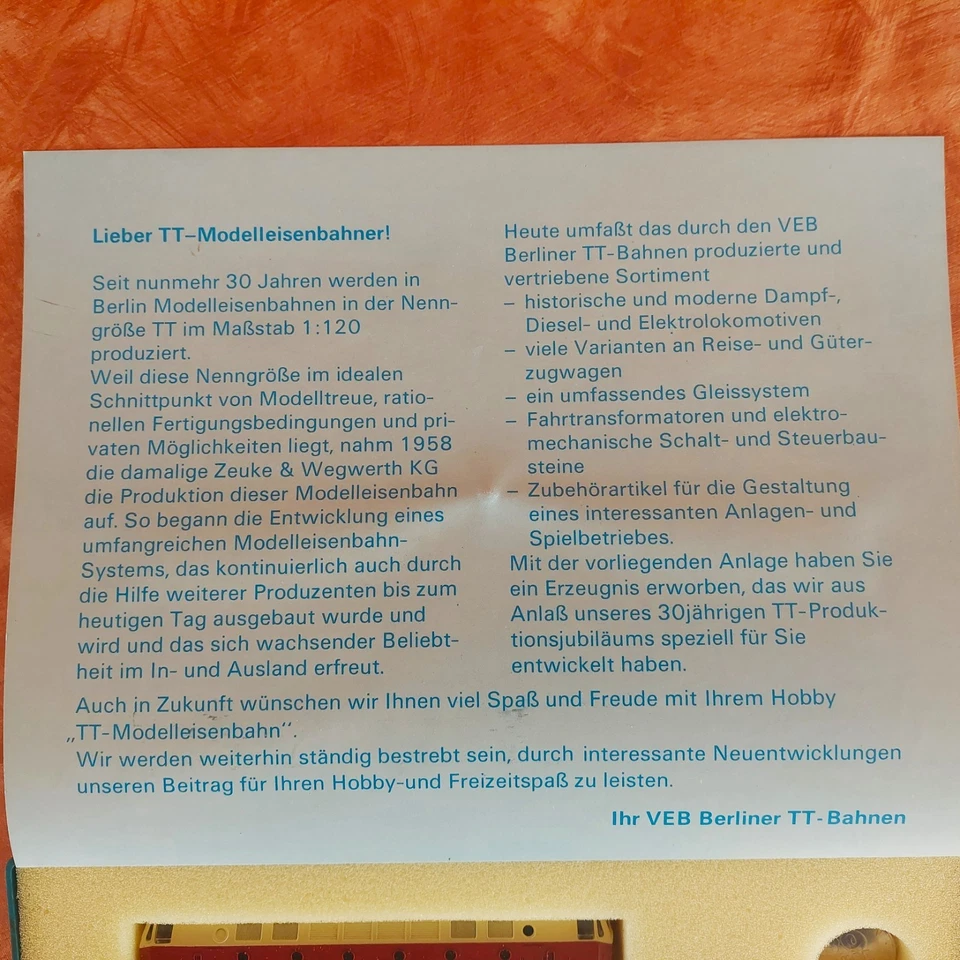 Lieber TT-Modelleisenbahner!
Seit nunmehr 30 Jahren werden in
Berlin Modelleisenbahnen in der Nenn-
größe TT im Maßstab 1:120
produziert.
Weil diese Nenngröße im idealen
Schnittpunkt von Modelltreue, ratio-
nellen Fertigungsbedingungen und pri-
vaten Möglichkeiten liegt, nahm 1958
die damalige Zeuke & Wegwerth KG
die Produktion dieser Modelleisenbahn
auf. So begann die Entwicklung eines
umfangreichen Modelleisenbahn-
Systems, das kontinuierlich auch durch
die Hilfe weiterer Produzenten bis zum
heutigen Tag ausgebaut wurde und
wird und das sich wachsender Beliebt-
heit im In- und Ausland erfreut.
Heute umfaßt das durch den VEB
Berliner TT-Bahnen produzierte und
vertriebene Sortiment
– historische und moderne Dampf-,
Diesel- und Elektrolokomotiven
– viele Varianten an Reise- und Güter-
zugwagen
– ein umfassendes Gleissystem
– Fahrtransformatoren und elektro-
mechanische Schalt- und Steuerbau-
steine
– Zubehörartikel für die Gestaltung
eines interessanten Anlagen- und
Spielbetriebes.
Mit der vorliegenden Anlage haben Sie
ein Erzeugnis erworben, das wir aus
Anlaß unseres 30jährigen TT-Produk-
tionsjubiläums speziell für Sie
entwickelt haben.
Auch in Zukunft wünschen wir Ihnen viel Spaß und Freude mit Ihrem Hobby
„TT-Modelleisenbahn“.
Wir werden weiterhin ständig bestrebt sein, durch interessante Neuentwicklungen
unseren Beitrag für Ihren Hobby-und Freizeitspaß zu leisten.
Ihr VEB Berliner TT-Bahnen